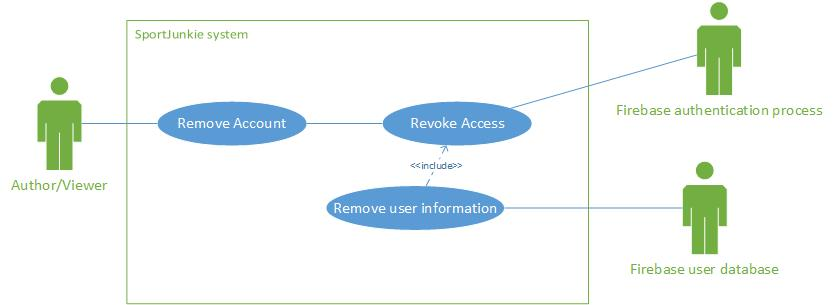 SportJunkie system
Remove Account
Revoke Access
Firebase authentication process
<<include>>
Author/Viewer
Remove user information
Firebase user database